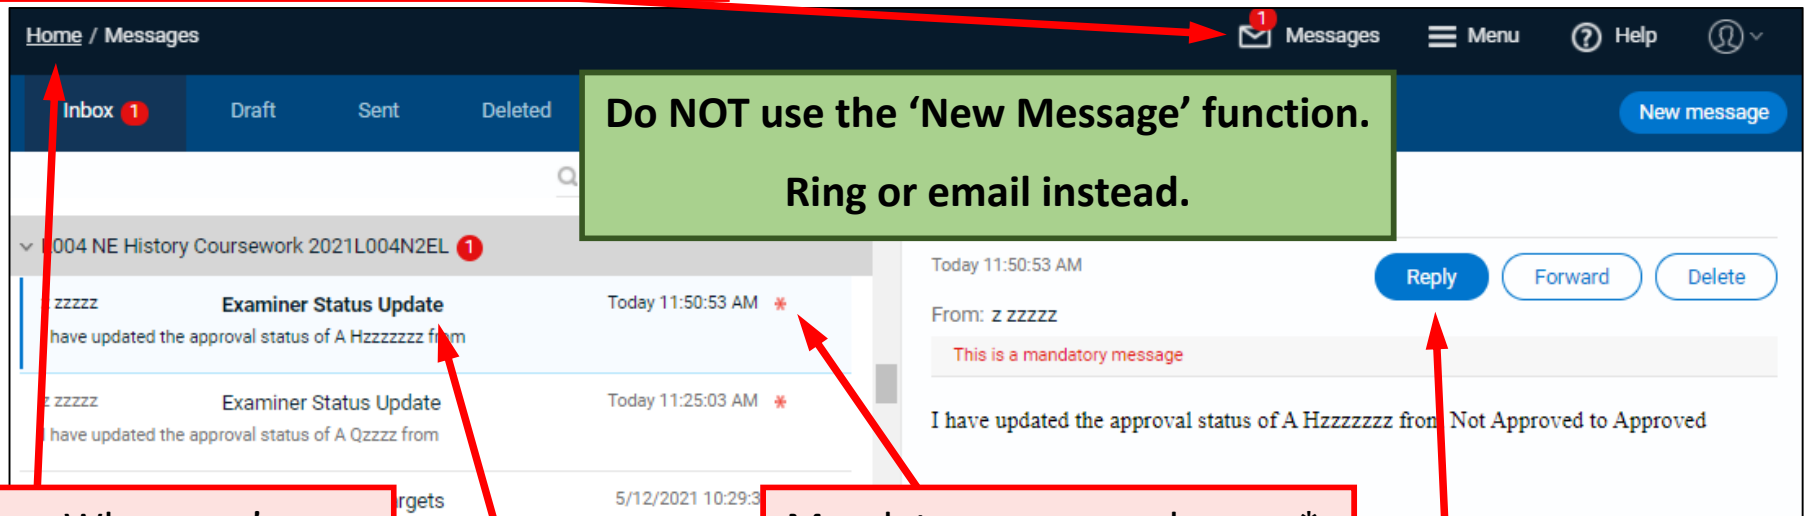 Home / Messages
1
Messages
Menu
? Help
Inbox 1
Draft
Sent
Deleted
New message
Do NOT use the ‘New Message’ function.
Ring or email instead.
L004 NE History Coursework 2021L004N2EL 1
z zzzzz
Examiner Status Update
Today 11:50:53 AM *
have updated the approval status of A Hzzzzzzz from
z zzzzz
Examiner Status Update
Today 11:25:03 AM *
have updated the approval status of A Qzzzz from
5/12/2021 10:29:3
Today 11:50:53 AM
Reply
Forward
Delete
From: z zzzzz
This is a mandatory message
I have updated the approval status of A Hzzzzzzz from Not Approved to Approved